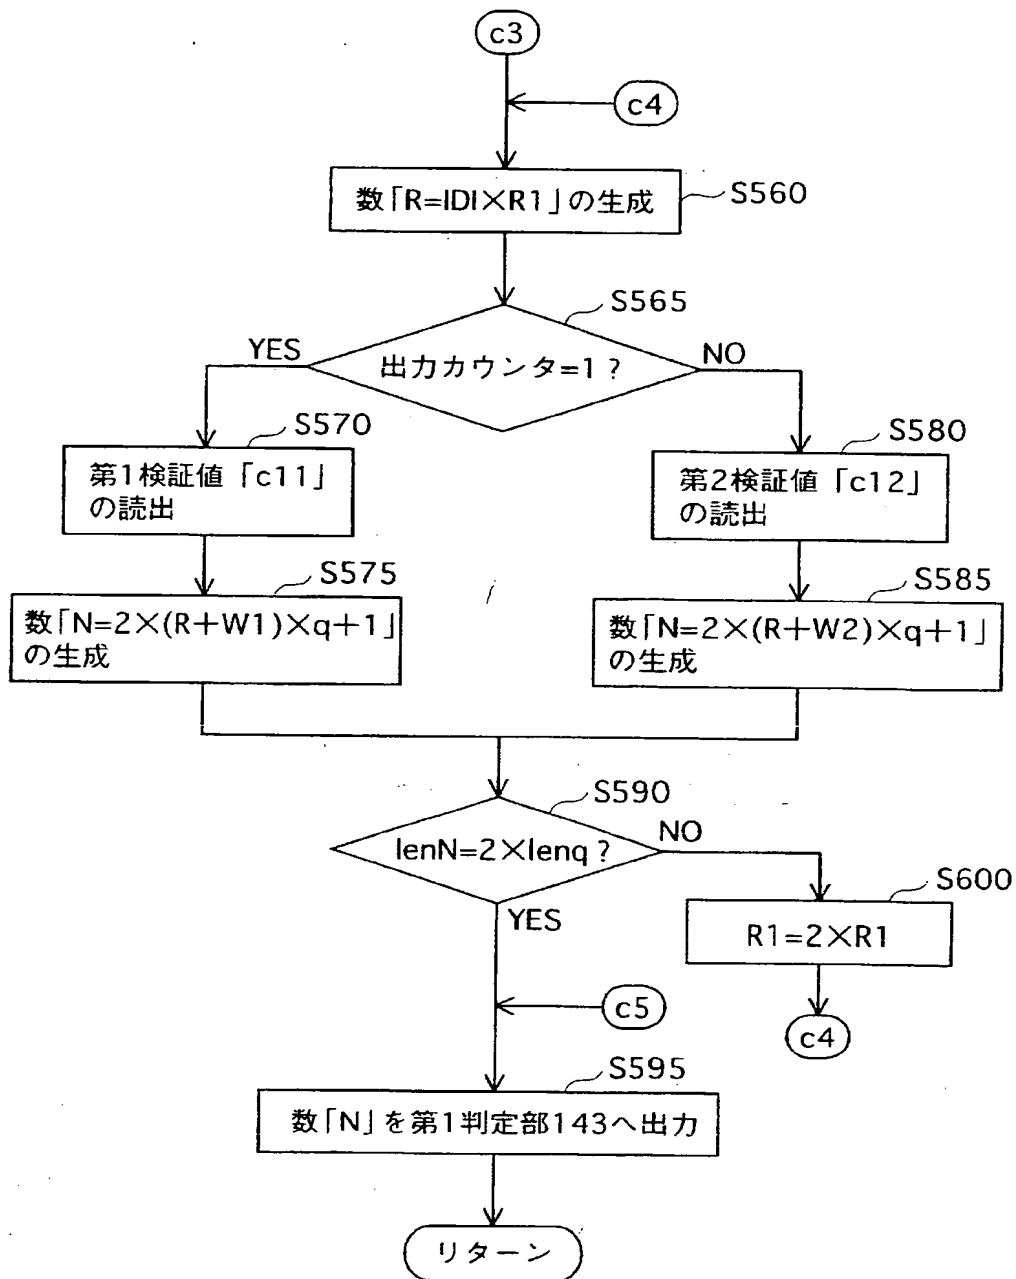 c3
c4
数「R=IDI×R1」の生成
S560
S565
出力カウンタ=1?
YES
NO
S570
第1検証値「c11」
の読出
S580
第2検証値「c12」
の読出
S575
数「N=2×(R+W1)×q+1」
の生成
S585
数「N=2×(R+W2)×q+1」
の生成
S590
lenN=2×lenq?
NO
YES
S600
R1=2×R1
c5
c4
S595
数「N」を第1判定部143へ出力
リターン